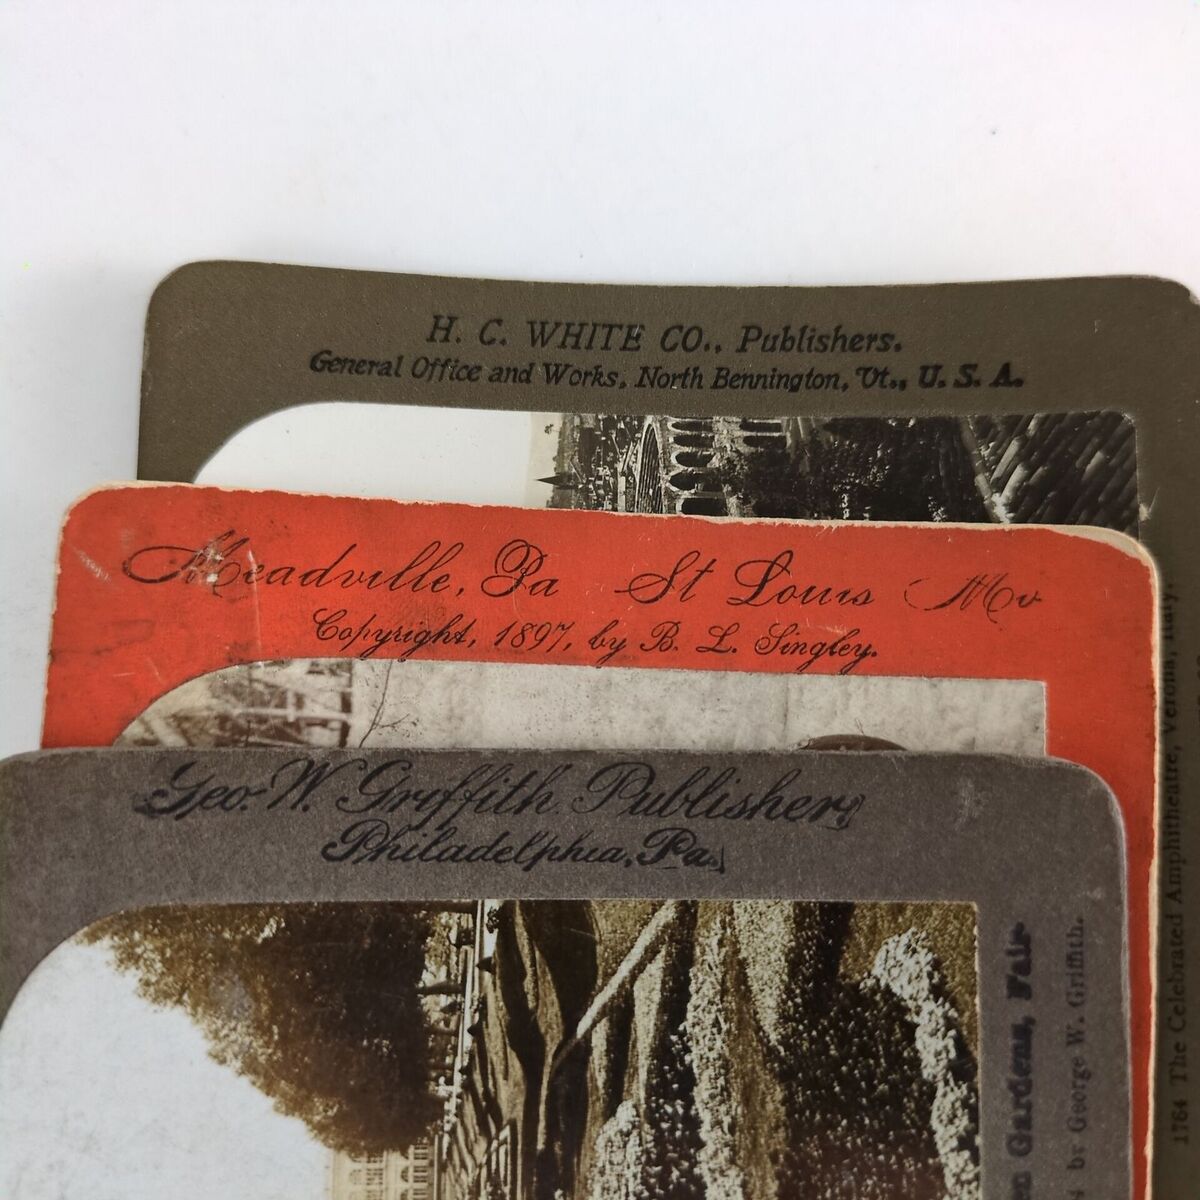 H. C. WHITE CO., Publishers.
General Office and Works, North Bennington, Vt., U. S. A.
Meadville, Pa St Louis Mo
Copyright, 1897, by B. L. Singley.
Geo. W. Griffith. Publisher,
Philadelphia, Pa.
Gardens, Fair
by George W. Griffith.
1764 The Celebrated Amphitheatre, Verona, Italy.